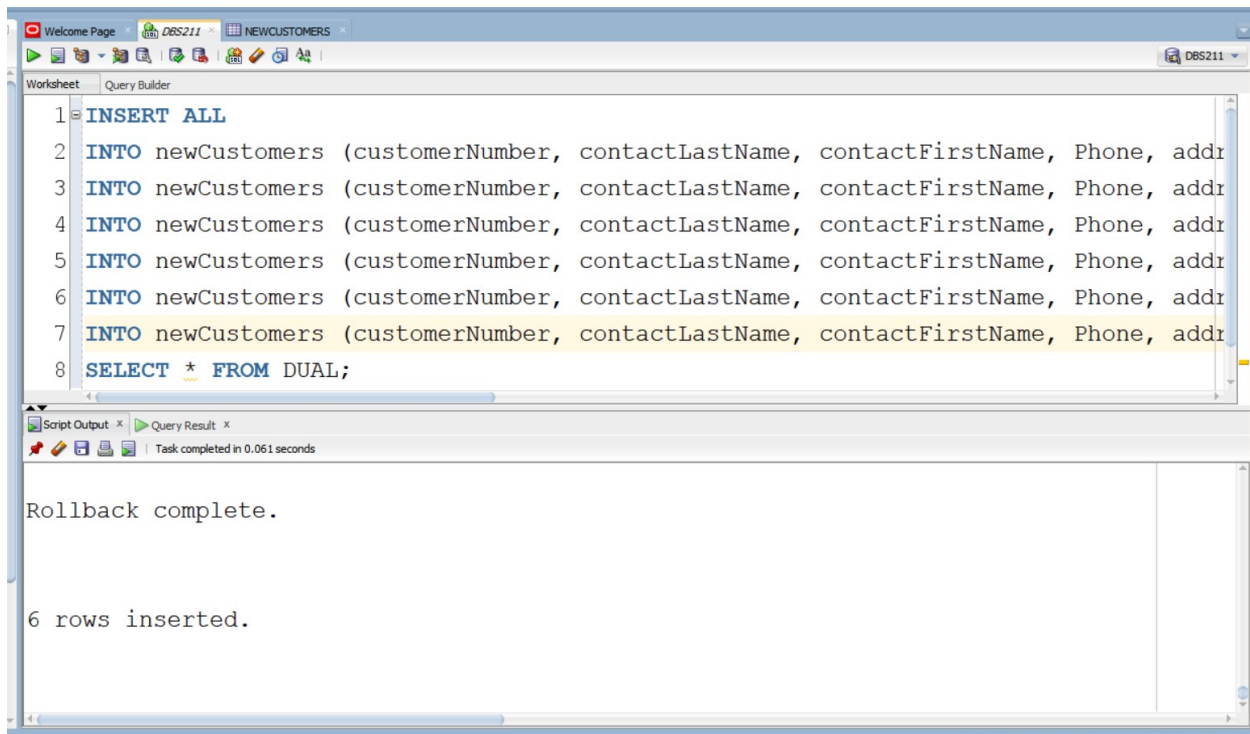 Welcome Page DBS211 NEWCUSTOMERS
DBS211
Worksheet Query Builder
1 INSERT ALL
2 INTO newCustomers (customerNumber, contactLastName, contactFirstName, Phone, addr
3 INTO newCustomers (customerNumber, contactLastName, contactFirstName, Phone, addr
4 INTO newCustomers (customerNumber, contactLastName, contactFirstName, Phone, addr
5 INTO newCustomers (customerNumber, contactLastName, contactFirstName, Phone, addr
6 INTO newCustomers (customerNumber, contactLastName, contactFirstName, Phone, addr
7 INTO newCustomers (customerNumber, contactLastName, contactFirstName, Phone, addr
8 SELECT * FROM DUAL;
Script Output x Query Result x
Task completed in 0.061 seconds
Rollback complete.
6 rows inserted.